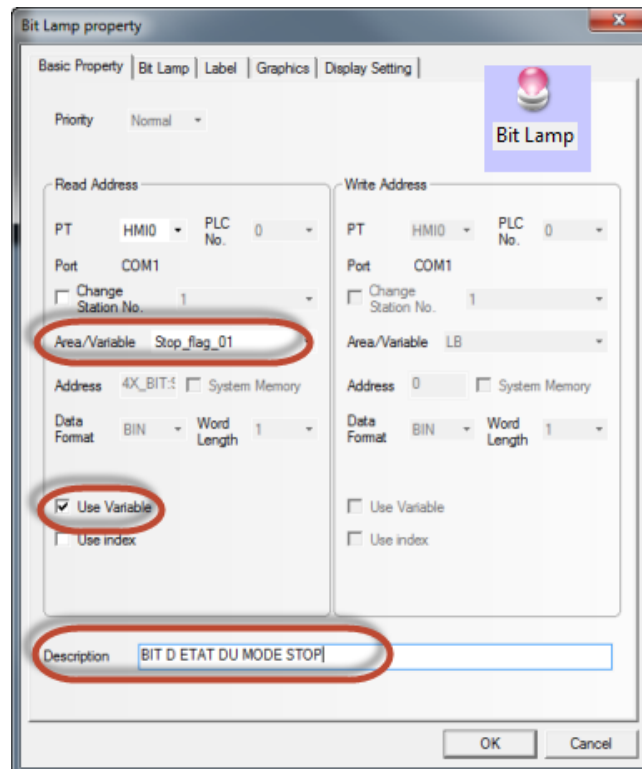 Bit Lamp property
Basic Property Bit Lamp Label Graphics Display Setting
Bit Lamp
Priority Normal
Read Address
PT HMI0 PLC No. 0
Port COM1
Change Station No. 1
Area/Variable Stop_flag_01
Address 4X_BIT: System Memory
Data Format BIN Word Length 1
Use Variable
Use index
Write Address
PT HMI0 PLC No. 0
Port COM1
Change Station No. 1
Area/Variable LB
Address 0 System Memory
Data Format BIN Word Length 1
Use Variable
Use index
Description BIT D ETAT DU MODE STOP
OK Cancel